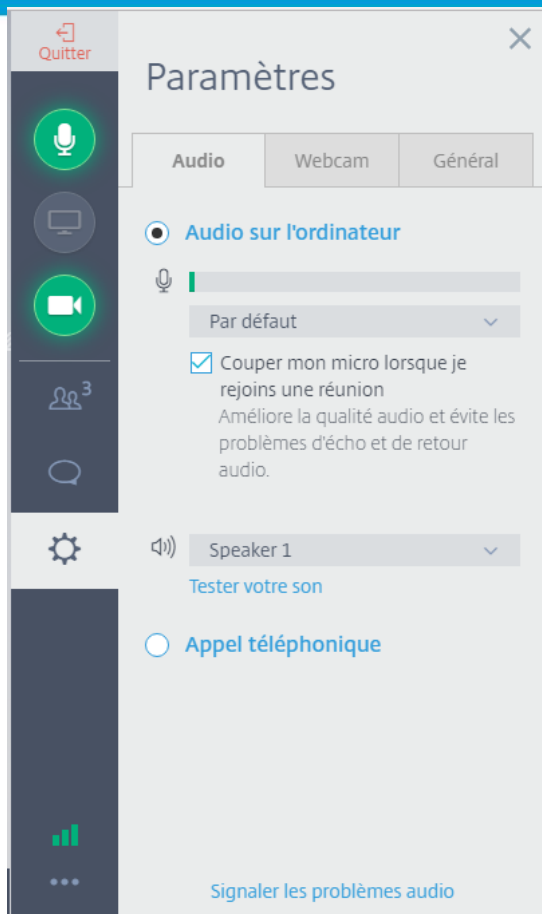 Quitter
Paramètres
Audio
Webcam
Général
Audio sur l'ordinateur
Par défaut
Couper mon micro lorsque je
rejoins une réunion
Améliore la qualité audio et évite les
problèmes d'écho et de retour
audio.
3
Speaker 1
Tester votre son
Appel téléphonique
Signaler les problèmes audio